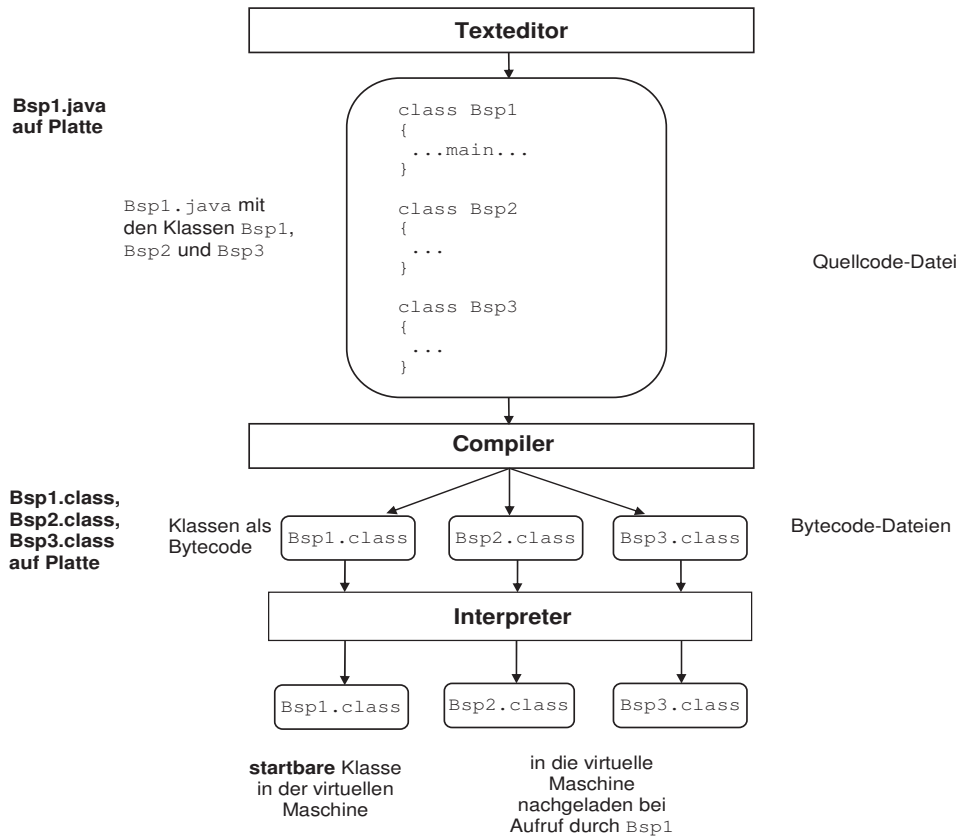 Texteditor
Bsp1.java
auf Platte
class Bsp1
{
...main...
}
class Bsp2
{
...
}
class Bsp3
{
...
}
Bsp1.java mit
den Klassen Bsp1,
Bsp2 und Bsp3
Quellcode-Datei
Compiler
Bsp1.class,
Bsp2.class,
Bsp3.class
auf Platte
Klassen als
Bytecode
Bsp1.class
Bsp2.class
Bsp3.class
Bytecode-Dateien
Interpreter
Bsp1.class
Bsp2.class
Bsp3.class
startbare Klasse
in der virtuellen
Maschine
in die virtuelle
Maschine
nachgeladen bei
Aufruf durch Bsp1